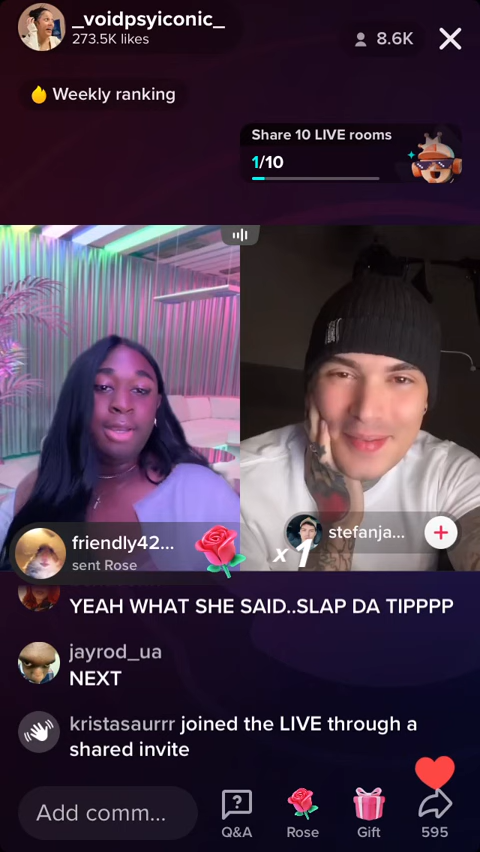 _voidpsyiconic_
273.5K likes
8.6K
Weekly ranking
Share 10 LIVE rooms
1/10
friendly42...
sent Rose
x 1
stefanja...
YEAH WHAT SHE SAID..SLAP DA TIPPPP
jayrod_ua
NEXT
kristasaurrr joined the LIVE through a
shared invite
Add comm...
Q&A
Rose
Gift
595